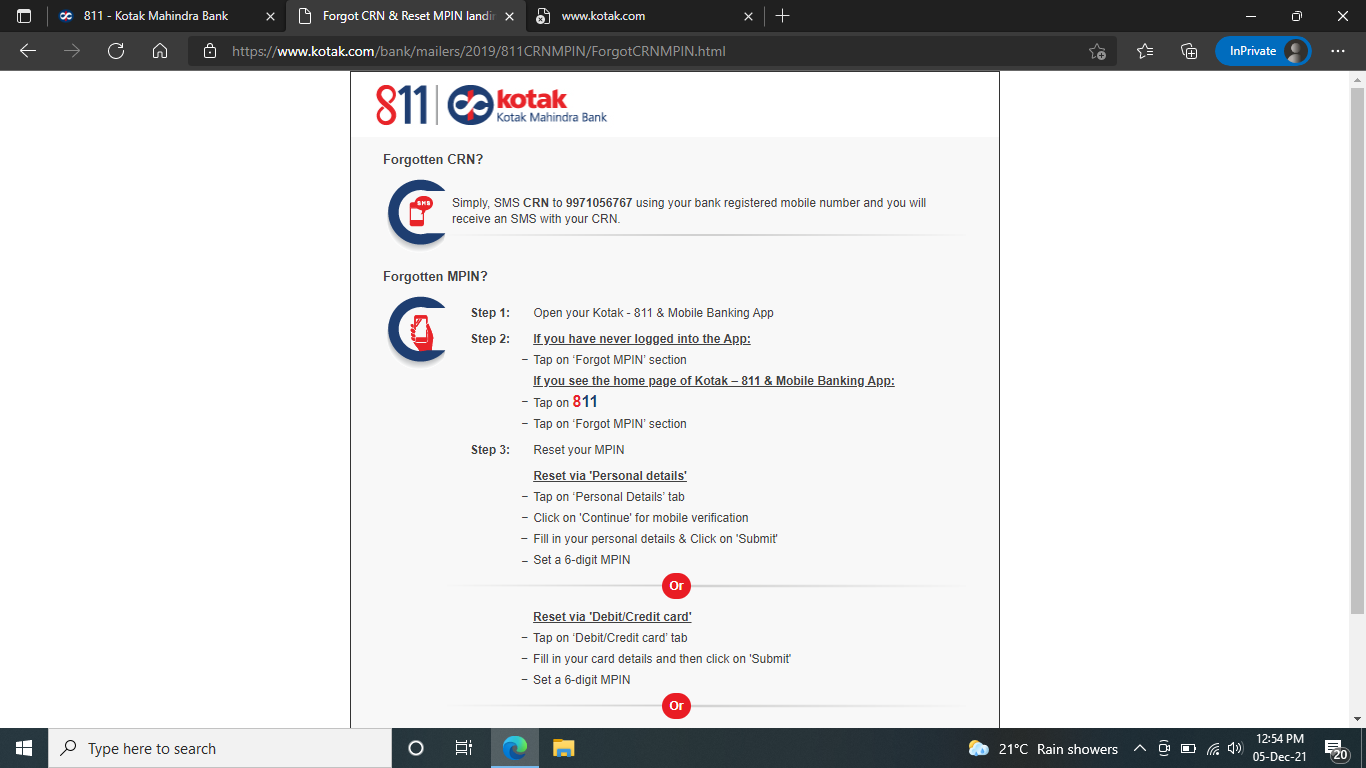 811 - Kotak Mahindra Bank
Forgot CRN & Reset MPIN landin
www.kotak.com
https://www.kotak.com/bank/mailers/2019/811CRNMPIN/ForgotCRNMPIN.html
InPrivate
811 kotak
Kotak Mahindra Bank
Forgotten CRN?
SMS
Simply, SMS CRN to 9971056767 using your bank registered mobile number and you will
receive an SMS with your CRN.
Forgotten MPIN?
Step 1: Open your Kotak - 811 & Mobile Banking App
Step 2: If you have never logged into the App:
– Tap on ‘Forgot MPIN’ section
If you see the home page of Kotak – 811 & Mobile Banking App:
– Tap on 811
– Tap on ‘Forgot MPIN’ section
Step 3: Reset your MPIN
Reset via 'Personal details'
– Tap on ‘Personal Details’ tab
– Click on 'Continue' for mobile verification
– Fill in your personal details & Click on 'Submit'
– Set a 6-digit MPIN
Or
Reset via 'Debit/Credit card'
– Tap on ‘Debit/Credit card’ tab
– Fill in your card details and then click on 'Submit'
– Set a 6-digit MPIN
Or
Type here to search
21°C Rain showers
12:54 PM
05-Dec-21
20